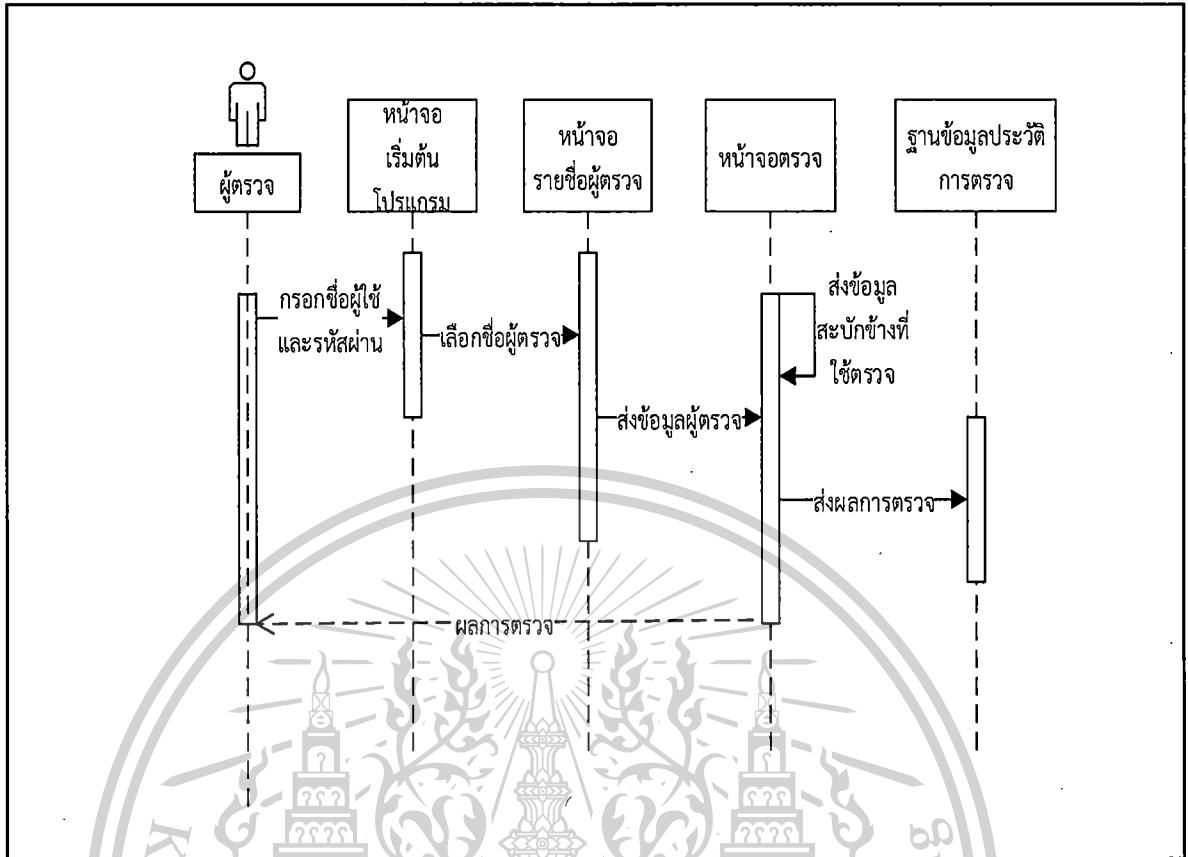 ผู้ตรวจ
หน้าจอ
เริ่มต้น
โปรแกรม
หน้าจอ
รายชื่อผู้ตรวจ
หน้าจอตรวจ
ฐานข้อมูลประวัติ
การตรวจ
กรอกชื่อผู้ใช้
และรหัสผ่าน
เลือกชื่อผู้ตรวจ
ส่งข้อมูล
สะบักข้างที่
ใช้ตรวจ
ส่งข้อมูลผู้ตรวจ
ส่งผลการตรวจ
ผลการตรวจ